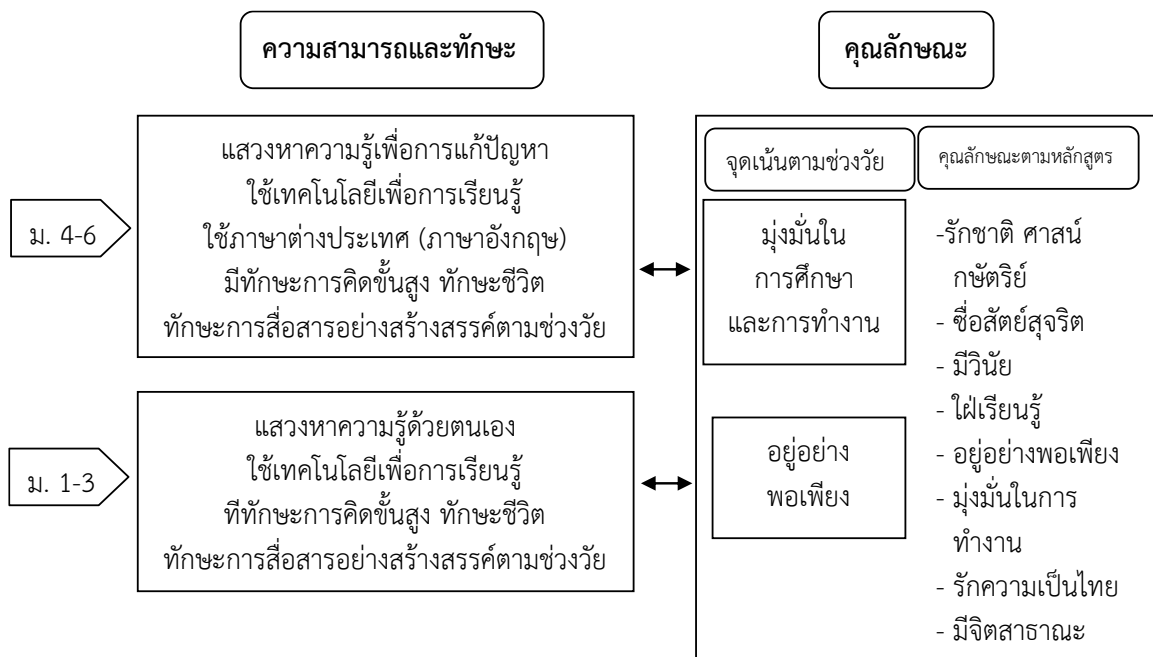 ความสามารถและทักษะ
คุณลักษณะ
ม. 4-6
แสวงหาความรู้เพื่อการแก้ปัญหา
ใช้เทคโนโลยีเพื่อการเรียนรู้
ใช้ภาษาต่างประเทศ (ภาษาอังกฤษ)
มีทักษะการคิดขั้นสูง ทักษะชีวิต
ทักษะการสื่อสารอย่างสร้างสรรค์ตามช่วงวัย
ม. 1-3
แสวงหาความรู้ด้วยตนเอง
ใช้เทคโนโลยีเพื่อการเรียนรู้
ทีทักษะการคิดขั้นสูง ทักษะชีวิต
ทักษะการสื่อสารอย่างสร้างสรรค์ตามช่วงวัย
จุดเน้นตามช่วงวัย
มุ่งมั่นใน
การศึกษา
และการทำงาน
อยู่อย่าง
พอเพียง
คุณลักษณะตามหลักสูตร
-รักชาติ ศาสน์
กษัตริย์
- ซื่อสัตย์สุจริต
- มีวินัย
- ใฝ่เรียนรู้
- อยู่อย่างพอเพียง
- มุ่งมั่นในการ
ทำงาน
- รักความเป็นไทย
- มีจิตสาธาณะ